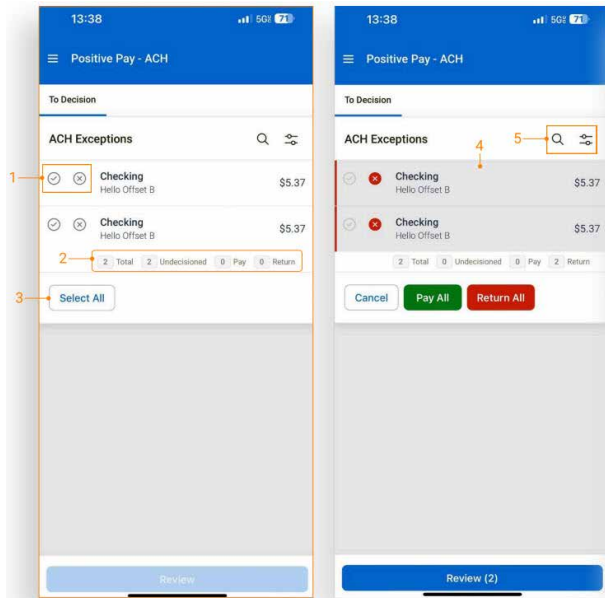 13:38
5G 71
Positive Pay - ACH
To Decision
ACH Exceptions
1
Checking
Hello Offset B
$5.37
Checking
Hello Offset B
$5.37
2
2 Total 2 Undecisioned 0 Pay 0 Return
3
Select All
Review
13:38
5G 71
Positive Pay - ACH
To Decision
ACH Exceptions
4
5
Checking
Hello Offset B
$5.37
Checking
Hello Offset B
$5.37
2 Total 0 Undecisioned 0 Pay 2 Return
Cancel Pay All Return All
Review (2)